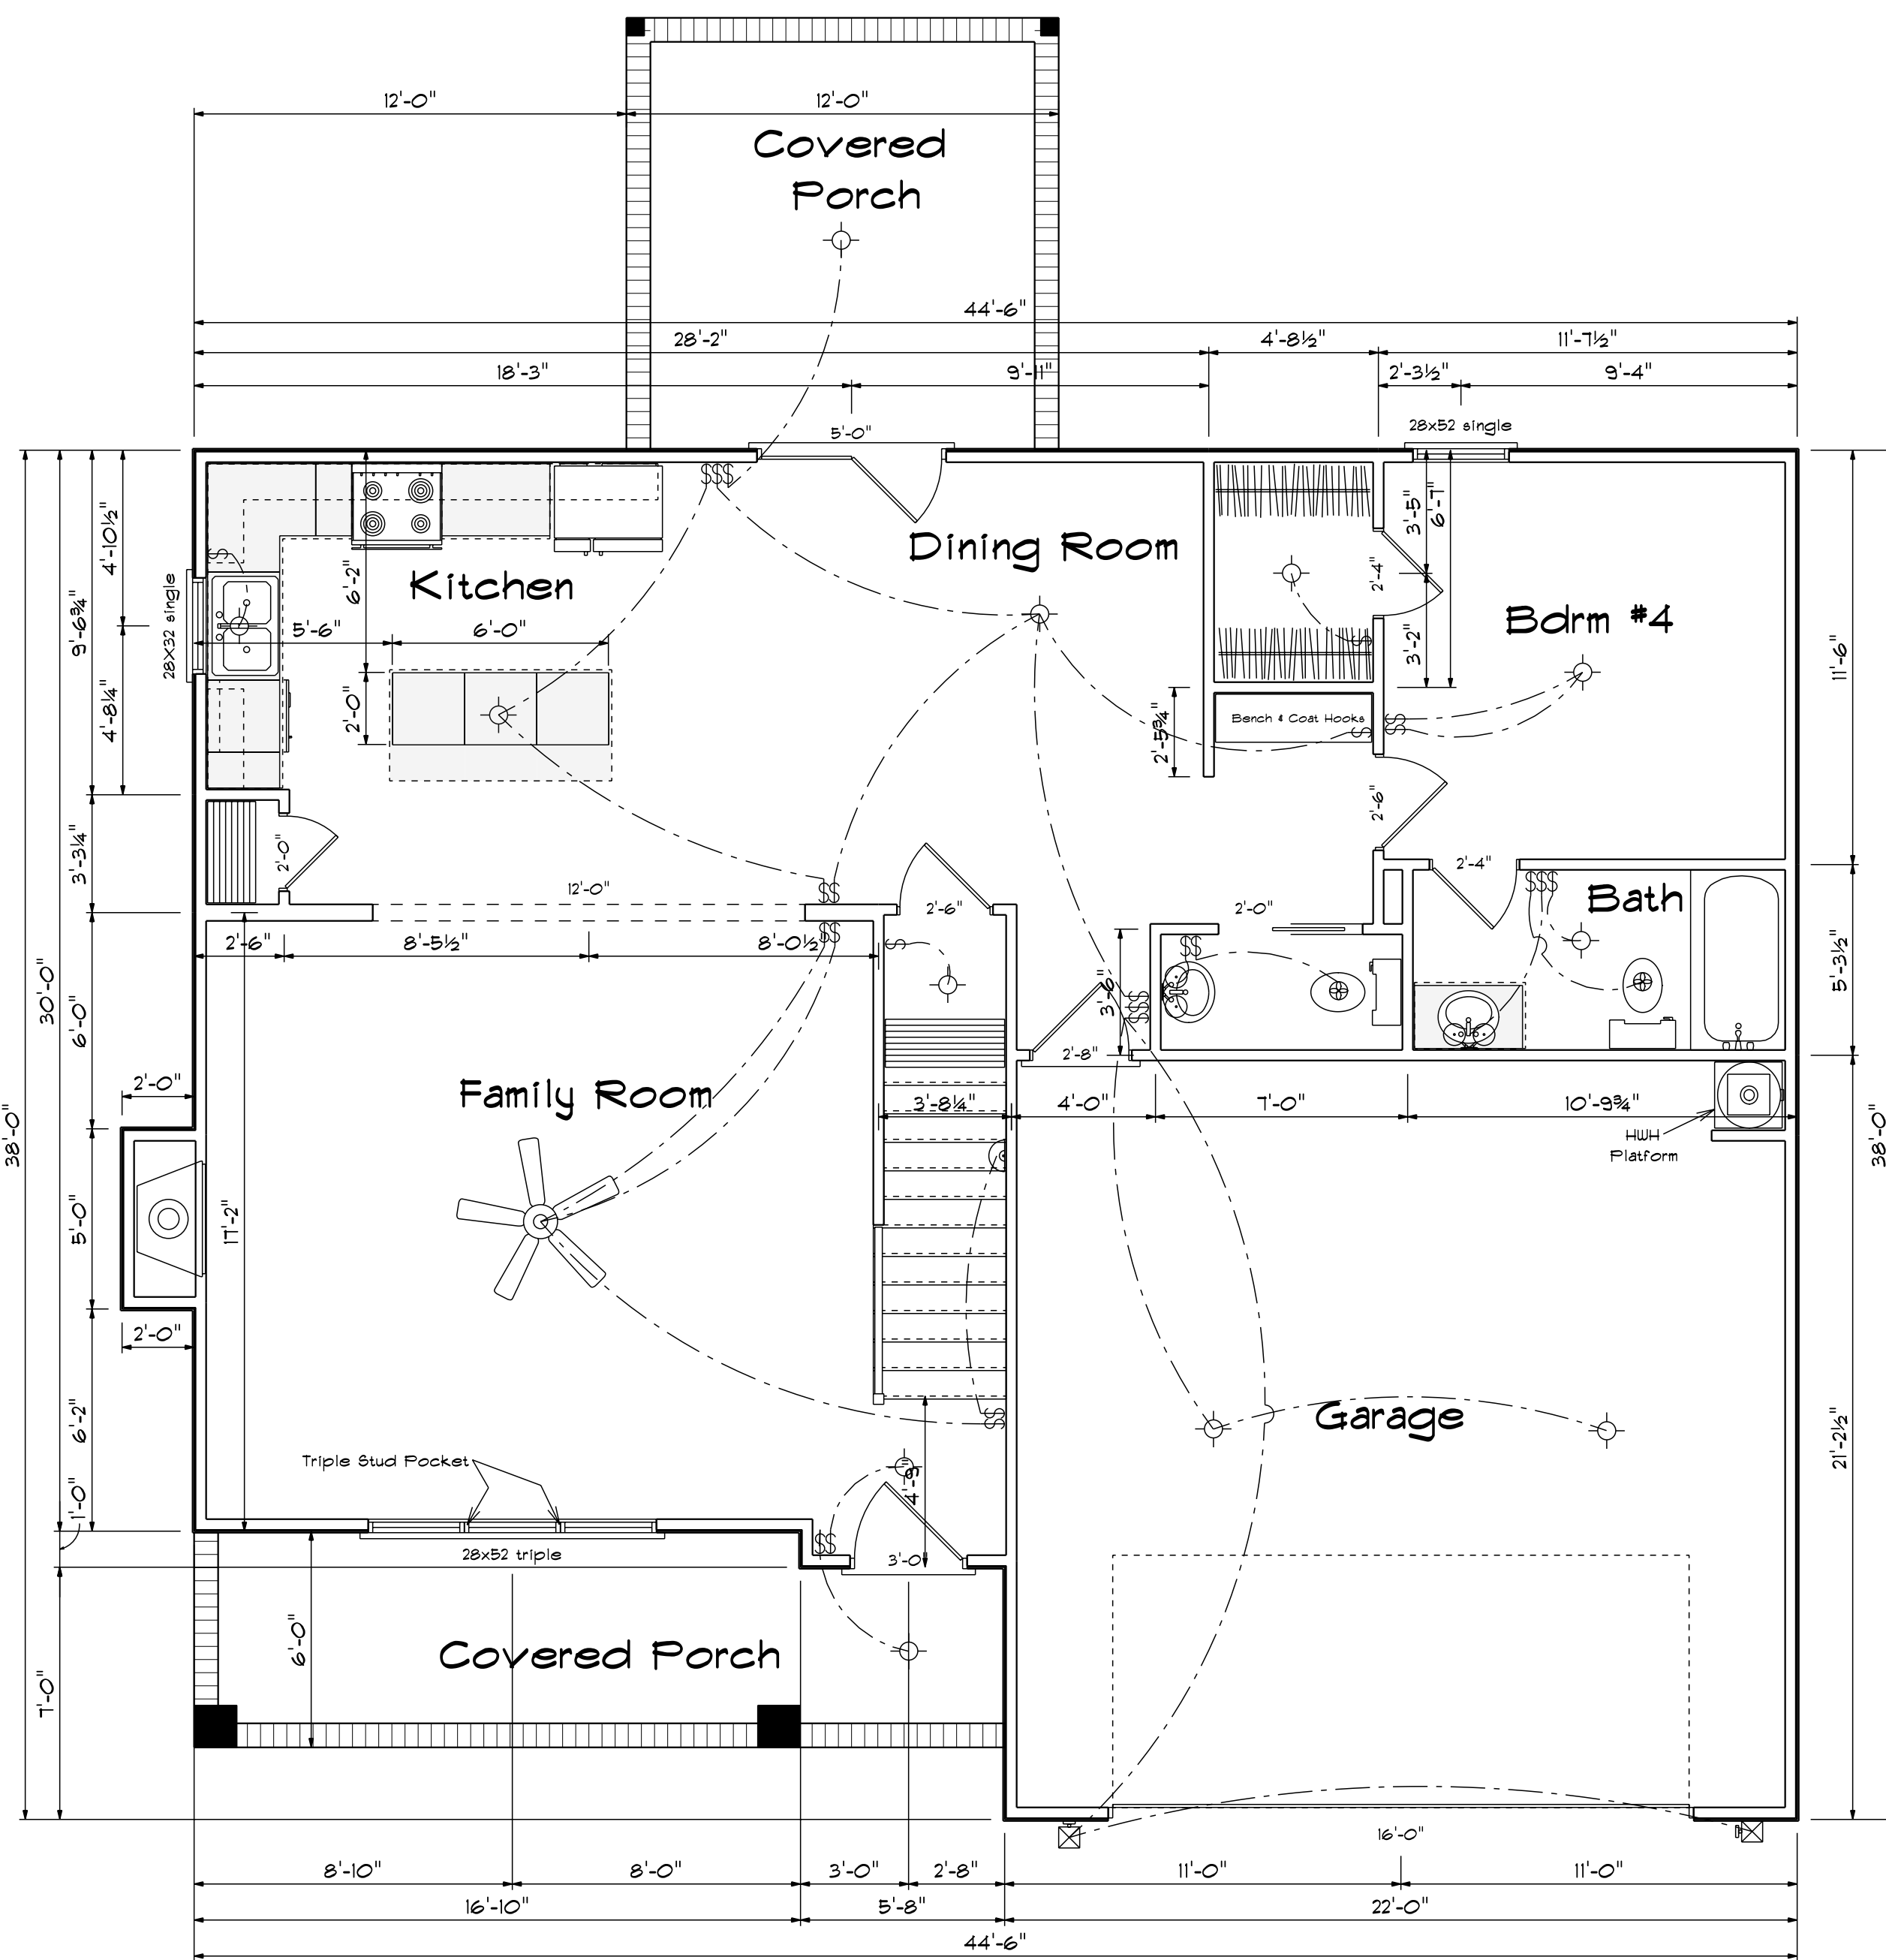 12'-0" 12'-0"
Covered
Porch
44'-6"
28'-2" 4'-8½" 11'-7½"
18'-3" 9'-11" 2'-3½" 9'-4"
5'-0" 28x52 single
$$$
4'-10½"
Dining Room
3'-5" 6'-7"
$
6'-2"
Kitchen
2'-4"
28X32 single
9'-6¾"
5'-6" 6'-0"
Bdrm #4
3'-2"
$
11'-6"
4'-8¼"
2'-0"
2'-5¾"
Bench & Coat Hooks
$ $$
2'-6"
3'-3¼"
2'-0"
12'-0"
$$
2'-4"
$$$
Bath
2'-6" 2'-0"
2'-6" 8'-5½" 8'-0½"
$$ $
$$
30'-0"
6'-0"
3'-6"
$$$
5'-3½"
2'-8"
2'-0"
Family Room
3'-8¼" 4'-0" 7'-0" 10'-9¾"
HWH
Platform
38'-0"
38'-0"
5'-0"
17'-2"
2'-0"
6'-2"
$$
Garage
21'-2½"
Triple Stud Pocket
4'-9"
1'-0"
$$
28x52 triple
3'-0"
6'-0"
Covered Porch
7'-0"
16'-0"
8'-10" 8'-0" 3'-0" 2'-8" 11'-0" 11'-0"
16'-10" 5'-8" 22'-0"
44'-6"